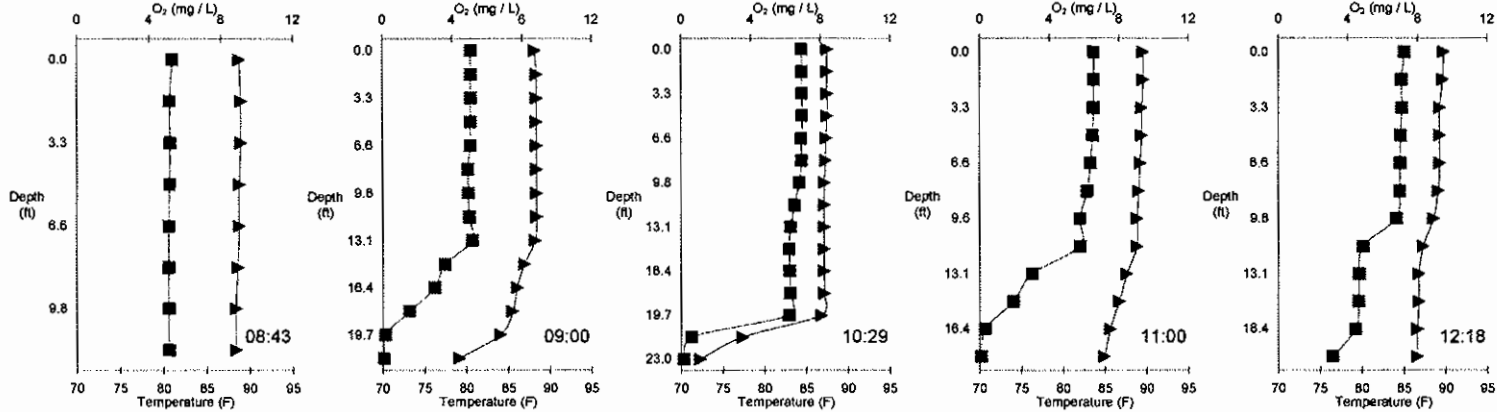 O₂ (mg / L)
0 4 8 12
0.0
3.3
Depth
(ft)
6.6
9.8
08:43
70 75 80 85 90 95
Temperature (F)
O₂ (mg / L)
0 4 8 12
0.0
3.3
6.6
Depth
(ft)
9.8
13.1
16.4
19.7
09:00
70 75 80 85 90 95
Temperature (F)
O₂ (mg / L)
0 4 8 12
0.0
3.3
6.6
9.8
Depth
(ft)
13.1
18.4
19.7
23.0
10:29
70 75 80 85 90 95
Temperature (F)
O₂ (mg / L)
0 4 8 12
0.0
3.3
6.6
Depth
(ft)
9.6
13.1
16.4
11:00
70 75 80 85 90 95
Temperature (F)
O₂ (mg / L)
0 4 8 12
0.0
3.3
6.6
Depth
(ft)
9.8
13.1
18.4
12:18
70 75 80 85 90 95
Temperature (F)